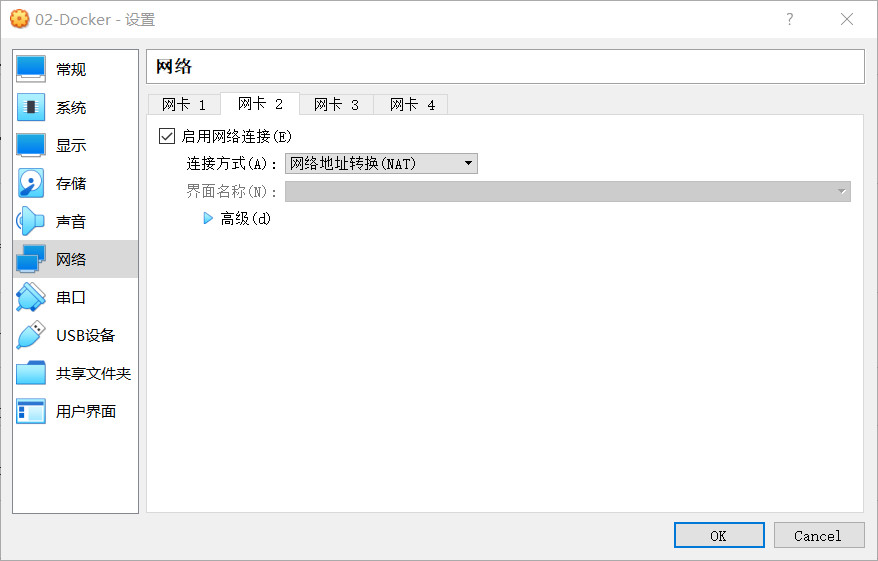 02-Docker - 设置
?
常规
系统
显示
存储
声音
网络
串口
USB设备
共享文件夹
用户界面
网络
网卡 1 网卡 2 网卡 3 网卡 4
启用网络连接(E)
连接方式(A): 网络地址转换(NAT)
界面名称(N):
高级(d)
OK Cancel